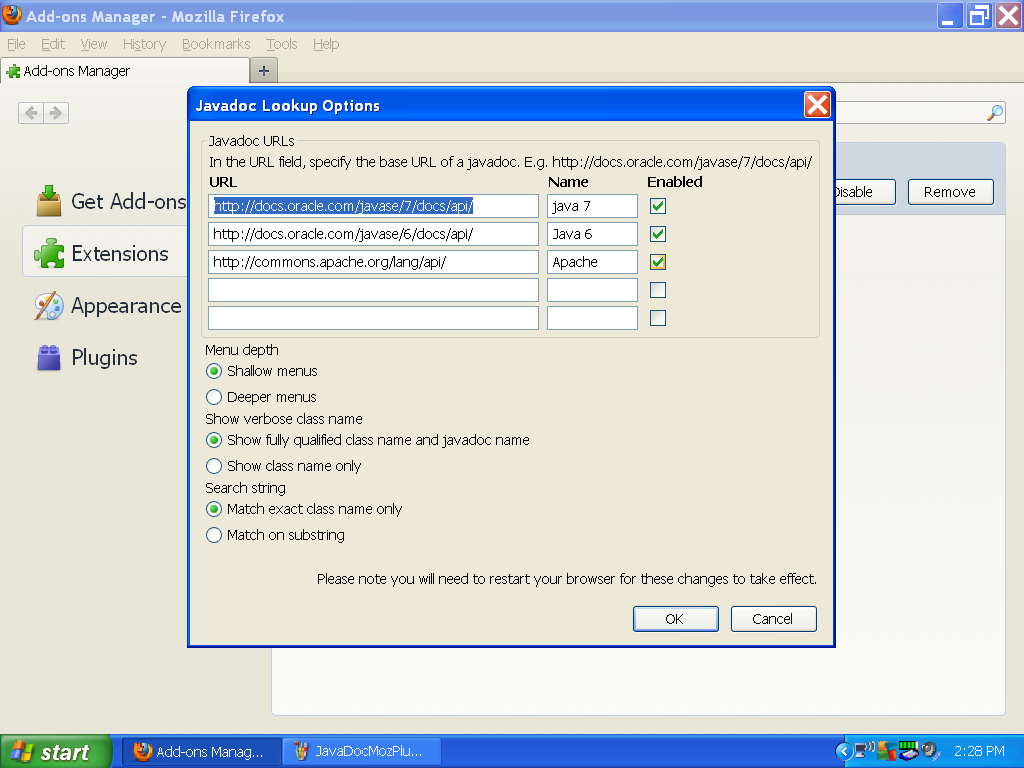 Add-ons Manager - Mozilla Firefox
File Edit View History Bookmarks Tools Help
Add-ons Manager
Javadoc Lookup Options
Javadoc URLs
In the URL field, specify the base URL of a javadoc. E.g. http://docs.oracle.com/javase/7/docs/api/
URL Name Enabled
http://docs.oracle.com/javase/7/docs/api/ java 7
http://docs.oracle.com/javase/6/docs/api/ Java 6
http://commons.apache.org/lang/api/ Apache
Menu depth
Shallow menus
Deeper menus
Show verbose class name
Show fully qualified class name and javadoc name
Show class name only
Search string
Match exact class name only
Match on substring
Please note you will need to restart your browser for these changes to take effect.
OK Cancel
Get Add-ons
Extensions
Appearance
Plugins
Disable Remove
start Add-ons Manag... JavaDocMozPlu... 2:28 PM